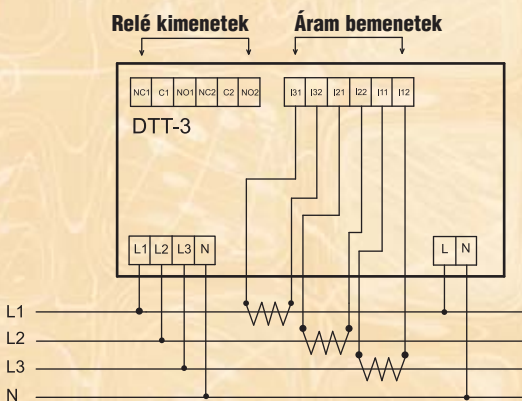 Relé kimenetek Áram bemenetek
NC1 C1 NO1 NC2 C2 NO2 I31 I32 I21 I22 I11 I12
DTT-3
L1 L2 L3 N L N
L1
L2
L3
N